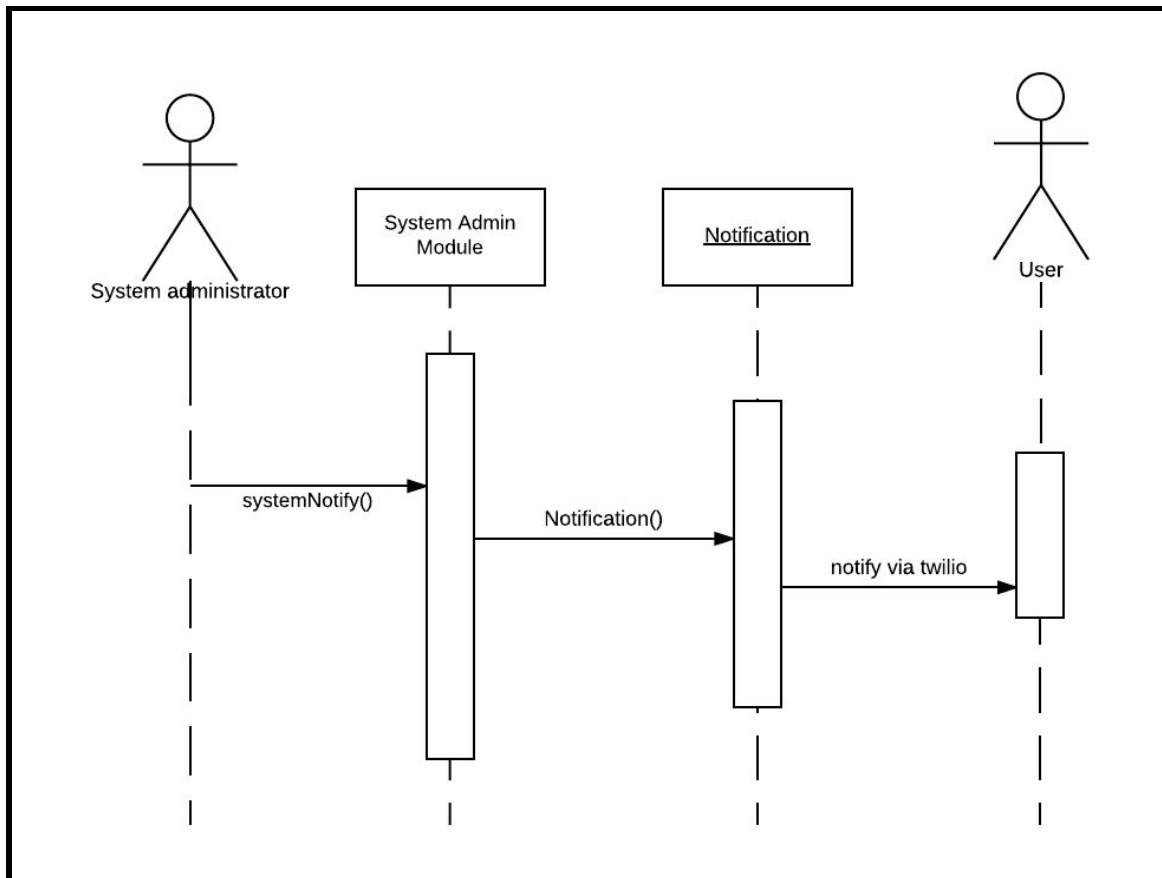 System Admin
Module
Notification
User
System administrator
systemNotify()
Notification()
notify via twilio